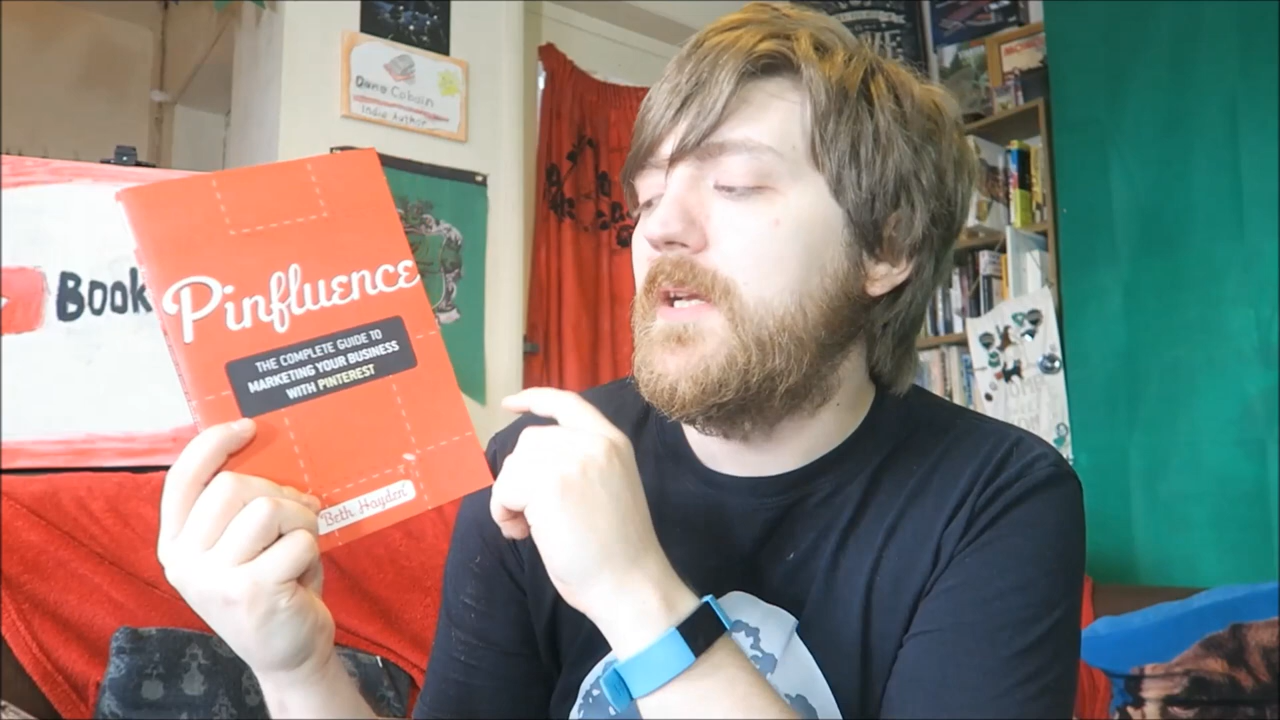 Dane Cobain
Indie Author
Book
Pinfluence
THE COMPLETE GUIDE TO
MARKETING YOUR BUSINESS
WITH PINTEREST
Beth Hayden